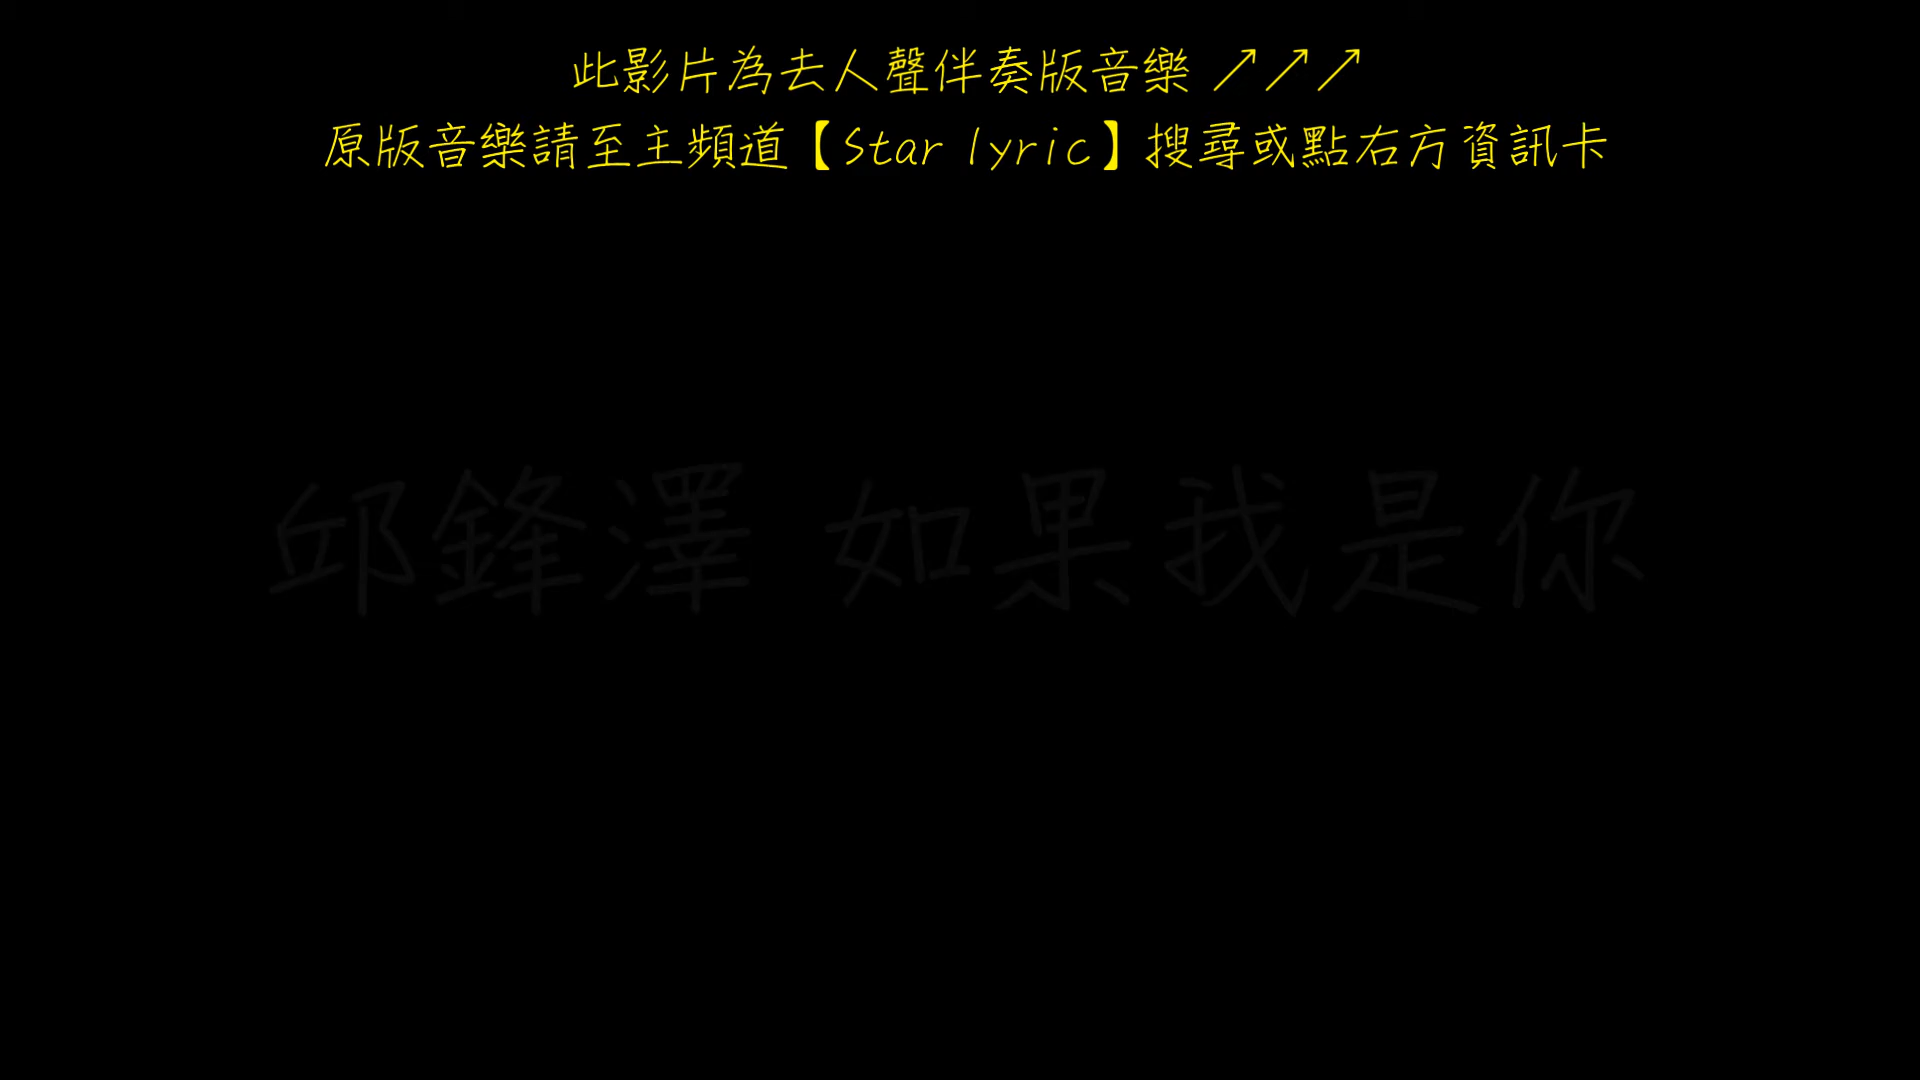 此影片為去人聲伴奏版音樂 ↗↗↗
原版音樂請至主頻道【Star lyric】搜尋或點右方資訊卡
邱鋒澤 如果我是你